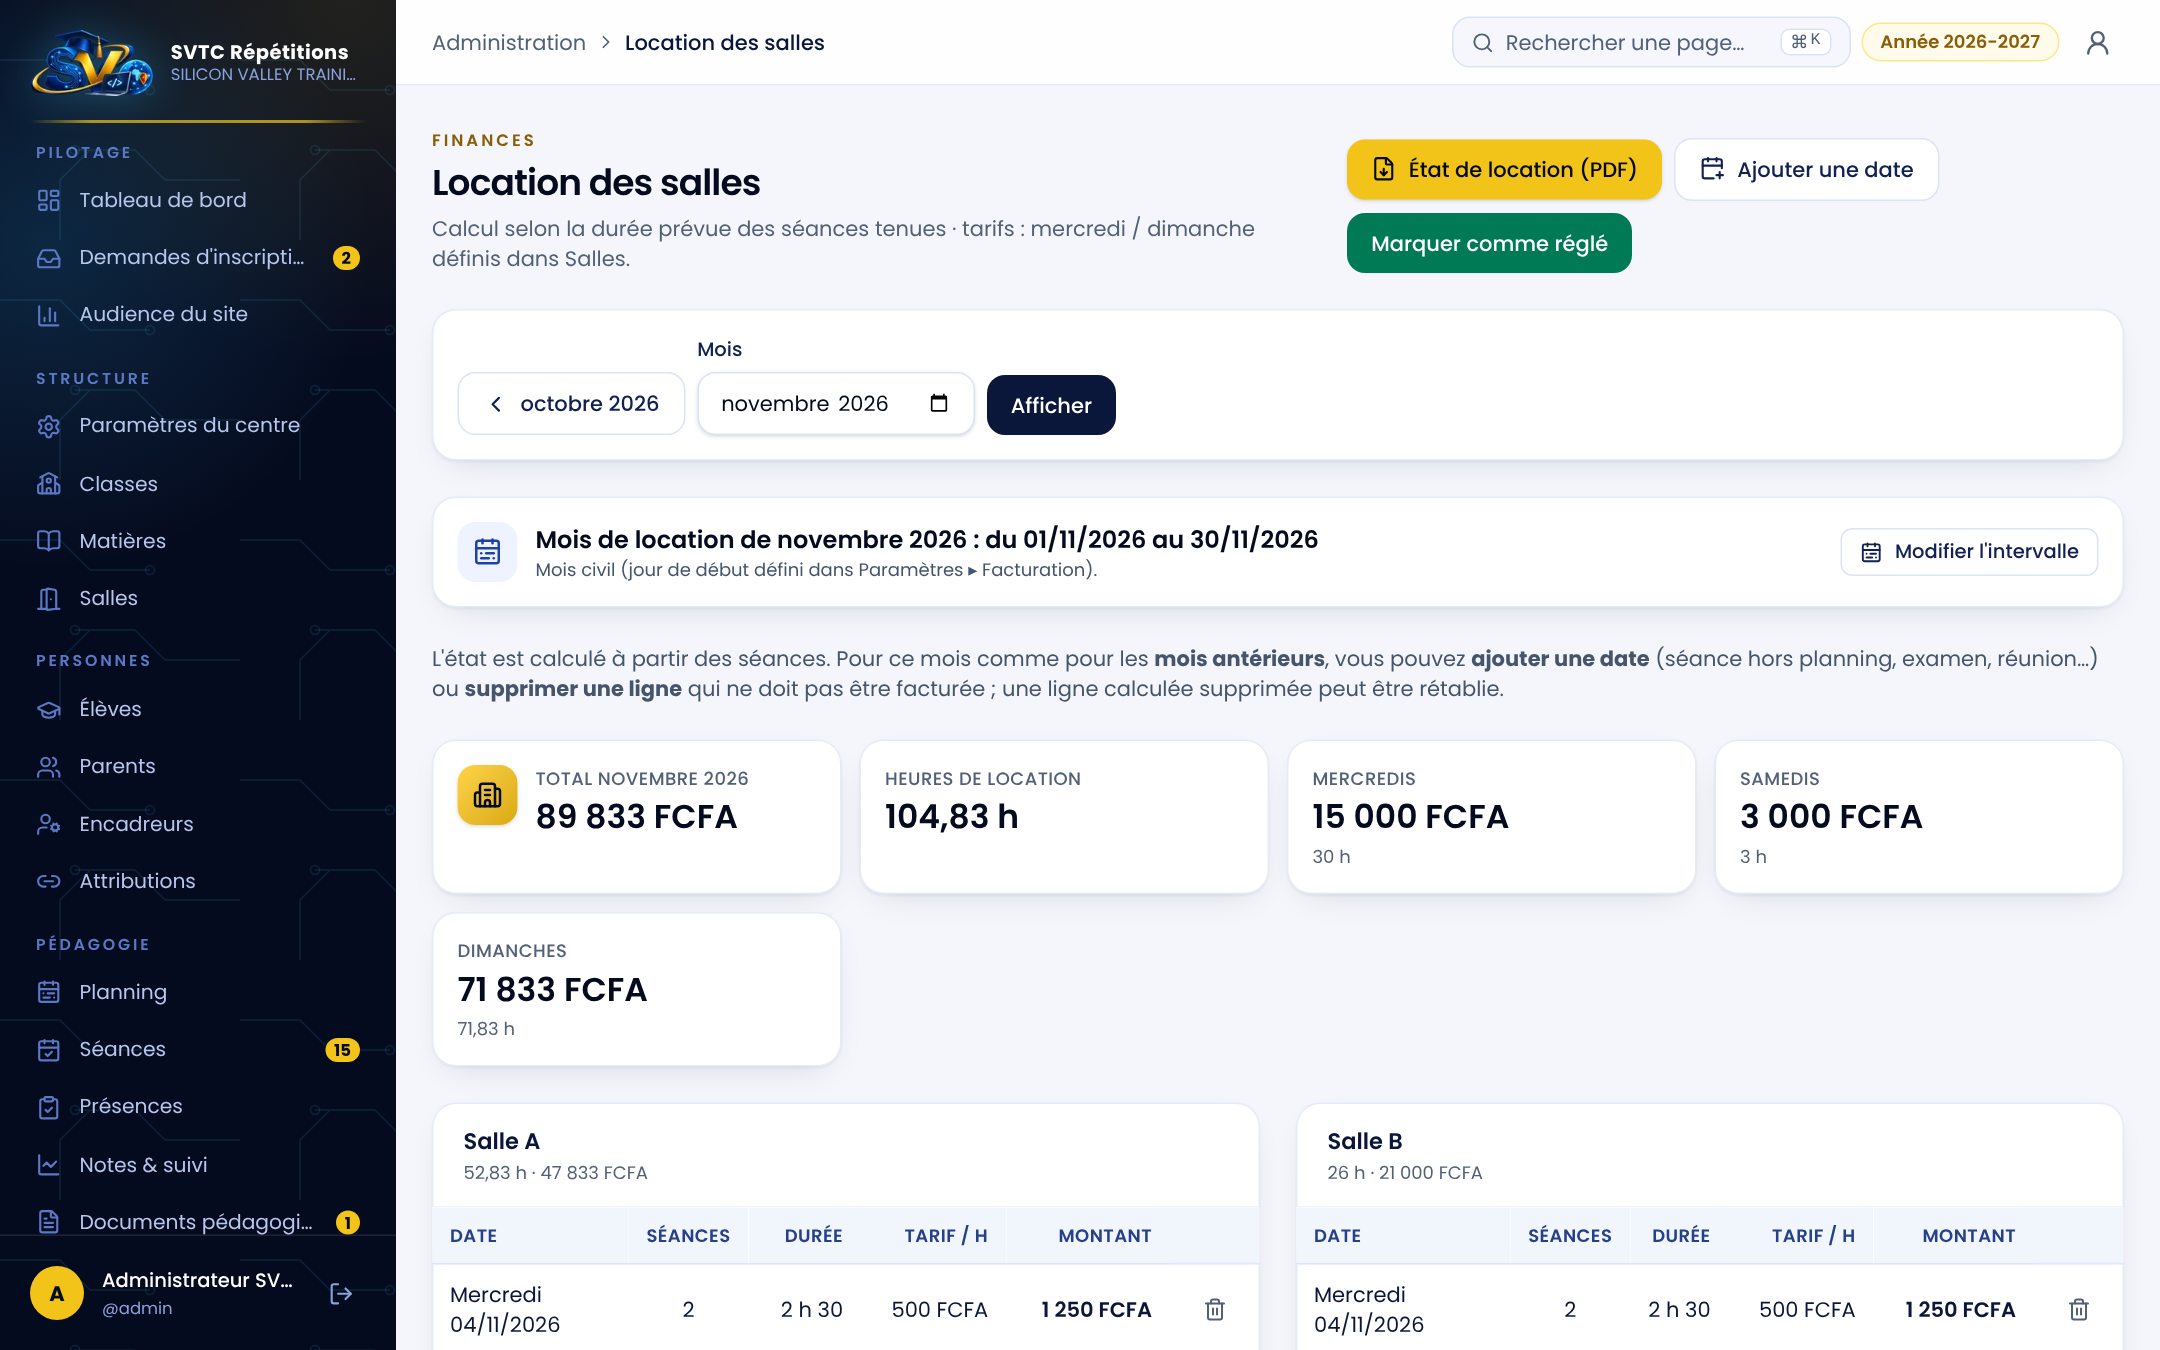 SVTC Répétitions
SILICON VALLEY TRAINI...
PILOTAGE
Tableau de bord
Demandes d'inscripti... 2
Audience du site
STRUCTURE
Paramètres du centre
Classes
Matières
Salles
PERSONNES
Élèves
Parents
Encadreurs
Attributions
PÉDAGOGIE
Planning
Séances 15
Présences
Notes & suivi
Documents pédagogi... 1
A
Administrateur SV...
@admin
Administration > Location des salles
Rechercher une page... ⌘ K
Année 2026-2027
FINANCES
Location des salles
Calcul selon la durée prévue des séances tenues · tarifs : mercredi / dimanche
définis dans Salles.
État de location (PDF)
Ajouter une date
Marquer comme réglé
Mois
octobre 2026
novembre 2026
Afficher
Mois de location de novembre 2026 : du 01/11/2026 au 30/11/2026
Mois civil (jour de début défini dans Paramètres ▸ Facturation).
Modifier l'intervalle
L'état est calculé à partir des séances. Pour ce mois comme pour les mois antérieurs, vous pouvez ajouter une date (séance hors planning, examen, réunion...)
ou supprimer une ligne qui ne doit pas être facturée ; une ligne calculée supprimée peut être rétablie.
TOTAL NOVEMBRE 2026
89 833 FCFA
HEURES DE LOCATION
104,83 h
MERCREDIS
15 000 FCFA
30 h
SAMEDIS
3 000 FCFA
3 h
DIMANCHES
71 833 FCFA
71,83 h
Salle A
52,83 h · 47 833 FCFA
DATE SÉANCES DURÉE TARIF / H MONTANT
Mercredi
04/11/2026 2 2 h 30 500 FCFA 1 250 FCFA
Salle B
26 h · 21 000 FCFA
DATE SÉANCES DURÉE TARIF / H MONTANT
Mercredi
04/11/2026 2 2 h 30 500 FCFA 1 250 FCFA